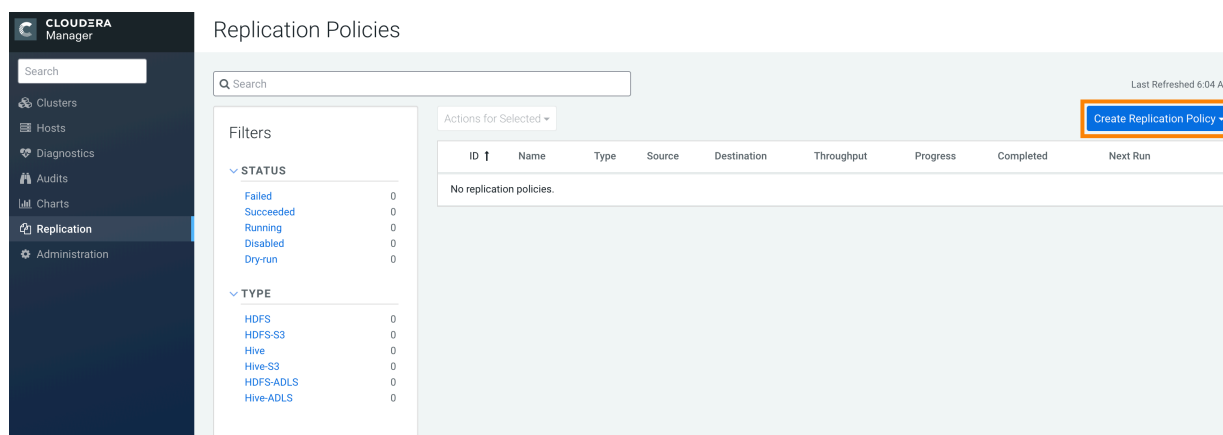 CLOUDERA
Manager
Search
Clusters
Hosts
Diagnostics
Audits
Charts
Replication
Administration
Replication Policies
Search
Last Refreshed 6:04 A
Filters
STATUS
Failed 0
Succeeded 0
Running 0
Disabled 0
Dry-run 0
TYPE
HDFS 0
HDFS-S3 0
Hive 0
Hive-S3 0
HDFS-ADLS 0
Hive-ADLS 0
Actions for Selected
Create Replication Policy
ID Name Type Source Destination Throughput Progress Completed Next Run
No replication policies.